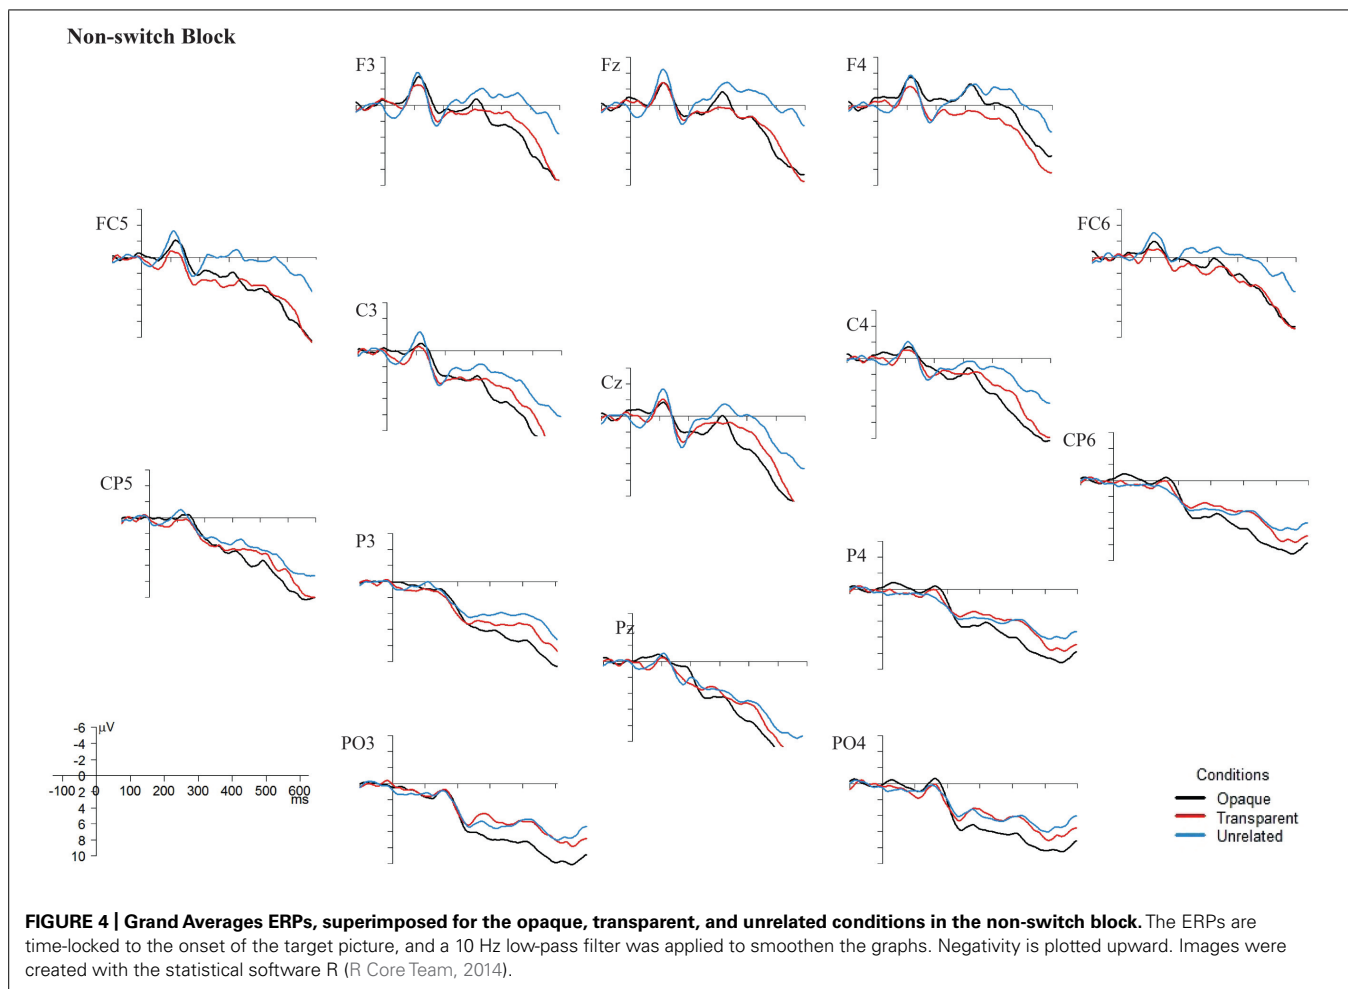 Non-switch Block
F3
Fz
F4
FC5
FC6
C3
C4
Cz
CP6
CP5
P3
P4
Pz
PO3
PO4
-6
μV
-4
-2
0
2
4
6
8
10
-100 0 100 200 300 400 500 600
ms
Conditions
Opaque
Transparent
Unrelated
FIGURE 4 | Grand Averages ERPs, superimposed for the opaque, transparent, and unrelated conditions in the non-switch block. The ERPs are
time-locked to the onset of the target picture, and a 10 Hz low-pass filter was applied to smoothen the graphs. Negativity is plotted upward. Images were
created with the statistical software R (R Core Team, 2014).